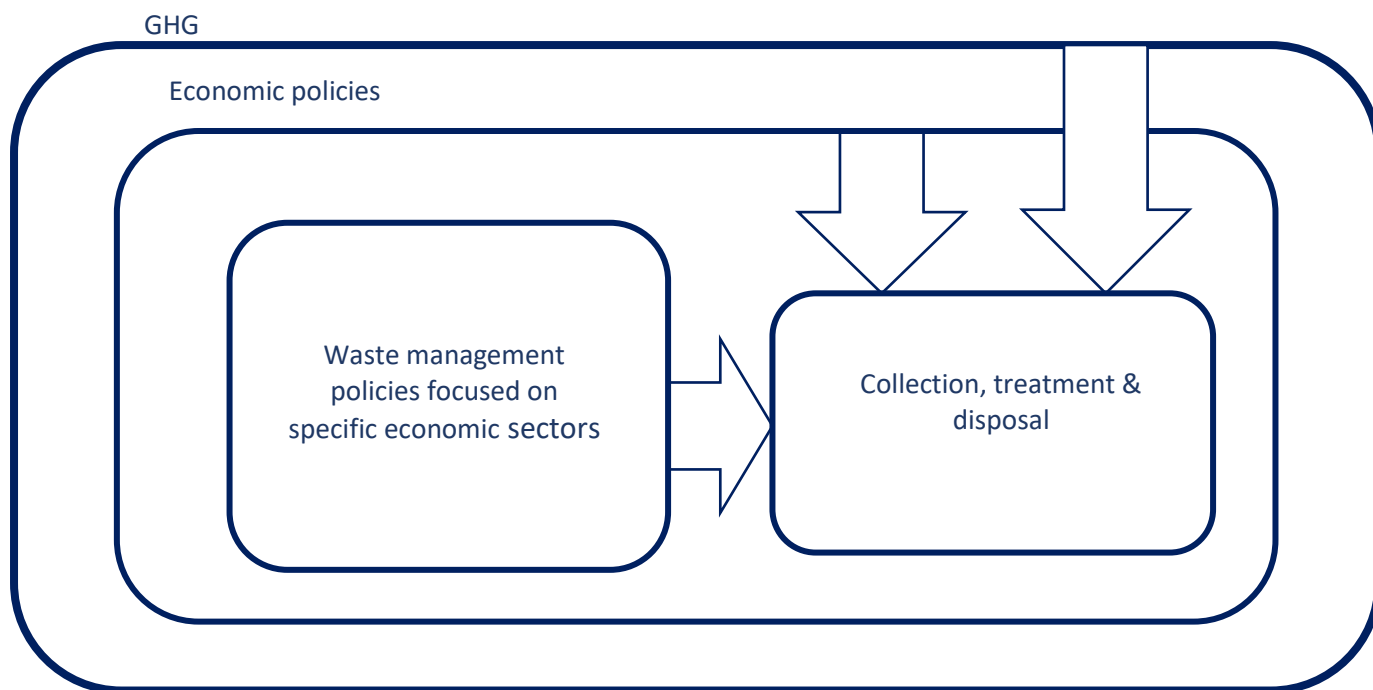 GHG
Economic policies
Waste management
policies focused on
specific economic sectors
Collection, treatment &
disposal